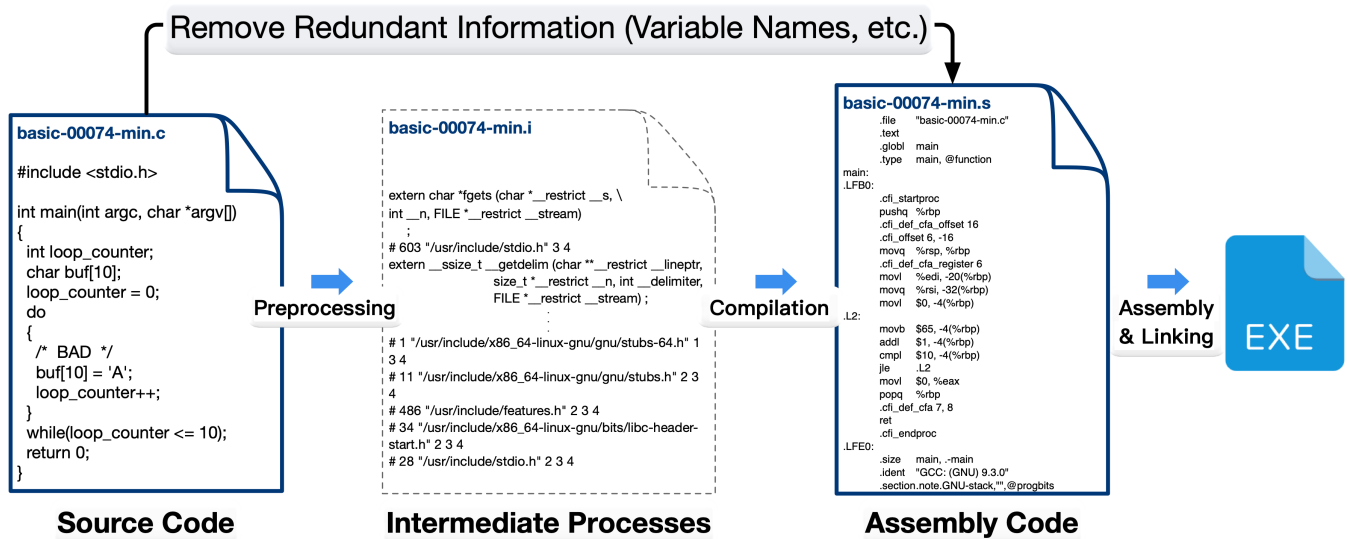 Remove Redundant Information (Variable Names, etc.)
basic-00074-min.c
#include <stdio.h>
int main(int argc, char *argv[])
{
int loop_counter;
char buf[10];
loop_counter = 0;
do
{
/* BAD */
buf[10] = 'A';
loop_counter++;
}
while(loop_counter <= 10);
return 0;
}
Source Code
Preprocessing
basic-00074-min.i
extern char *fgets (char *__restrict __s, \
int __n, FILE *__restrict __stream)
;
# 603 "/usr/include/stdio.h" 3 4
extern __ssize_t __getdelim (char **__restrict __lineptr,
size_t *__restrict __n, int __delimiter,
FILE *__restrict __stream) ;
.
.
.
# 1 "/usr/include/x86_64-linux-gnu/gnu/stubs-64.h" 1
3 4
# 11 "/usr/include/x86_64-linux-gnu/gnu/stubs.h" 2 3
4
# 486 "/usr/include/features.h" 2 3 4
# 34 "/usr/include/x86_64-linux-gnu/bits/libc-header-
start.h" 2 3 4
# 28 "/usr/include/stdio.h" 2 3 4
Intermediate Processes
Compilation
basic-00074-min.s
.file "basic-00074-min.c"
.text
.globl main
.type main, @function
main:
.LFB0:
.cfi_startproc
pushq %rbp
.cfi_def_cfa_offset 16
.cfi_offset 6, -16
movq %rsp, %rbp
.cfi_def_cfa_register 6
movl %edi, -20(%rbp)
movq %rsi, -32(%rbp)
movl $0, -4(%rbp)
.L2:
movb $65, -4(%rbp)
addl $1, -4(%rbp)
cmpl $10, -4(%rbp)
jle .L2
movl $0, %eax
popq %rbp
.cfi_def_cfa 7, 8
ret
.cfi_endproc
.LFE0:
.size main, .-main
.ident "GCC: (GNU) 9.3.0"
.section.note.GNU-stack,"",@progbits
Assembly Code
Assembly
& Linking
EXE